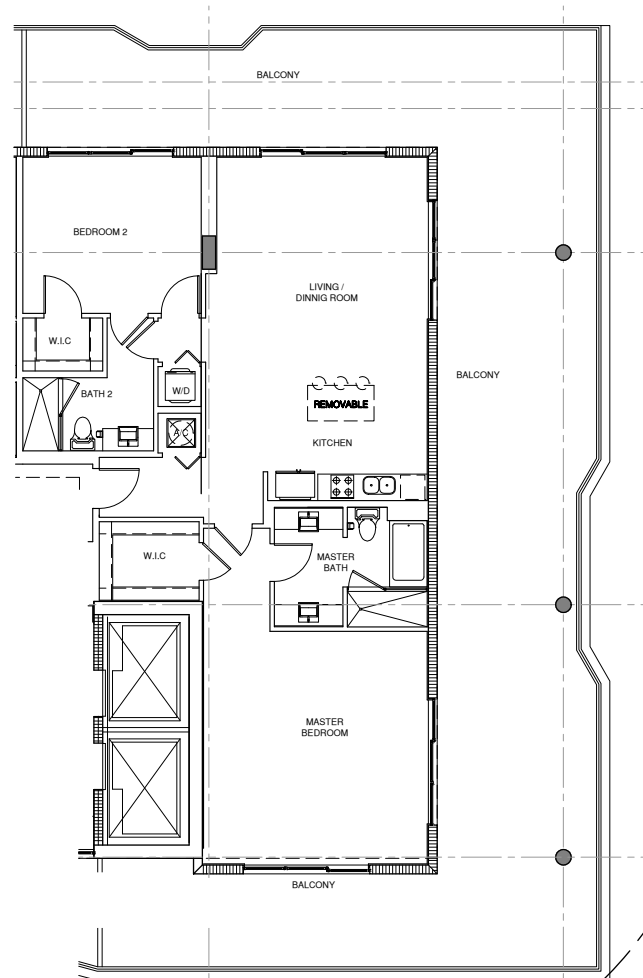 BALCONY
BEDROOM 2
LIVING /
DINNIG ROOM
W.I.C
BALCONY
W/D
BATH 2
REMOVABLE
A C
KITCHEN
W.I.C
MASTER
BATH
MASTER
BEDROOM
BALCONY